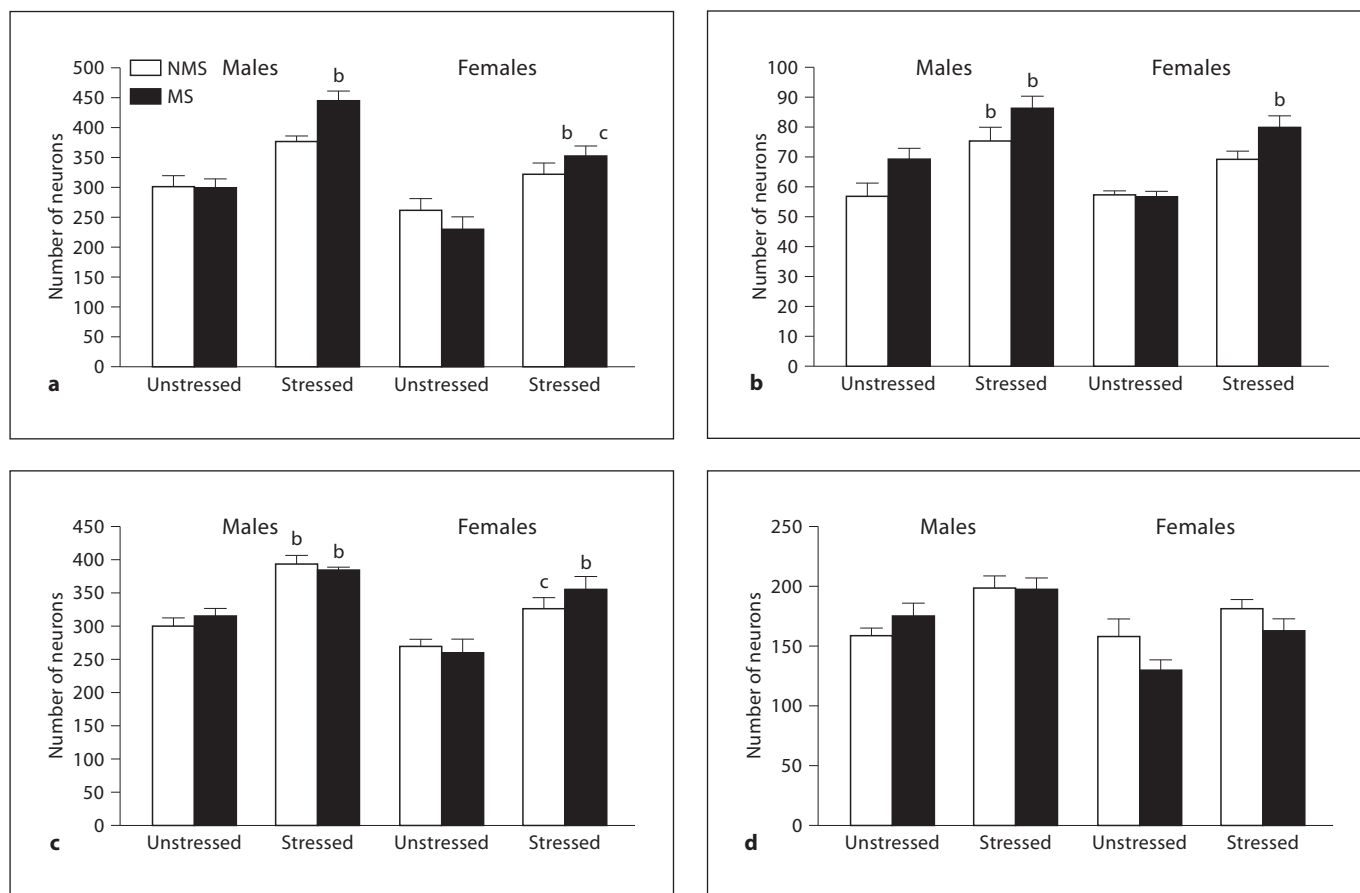 Males Females
NMS
MS
b
b c
500
450
400
350
300
250
200
150
100
50
0
Number of neurons
Unstressed Stressed Unstressed Stressed
a
Males Females
b b b
100
90
80
70
60
50
40
30
20
10
0
Number of neurons
Unstressed Stressed Unstressed Stressed
b
Males Females
b b c b
450
400
350
300
250
200
150
100
50
0
Number of neurons
Unstressed Stressed Unstressed Stressed
c
Males Females
250
200
150
100
50
0
Number of neurons
Unstressed Stressed Unstressed Stressed
d